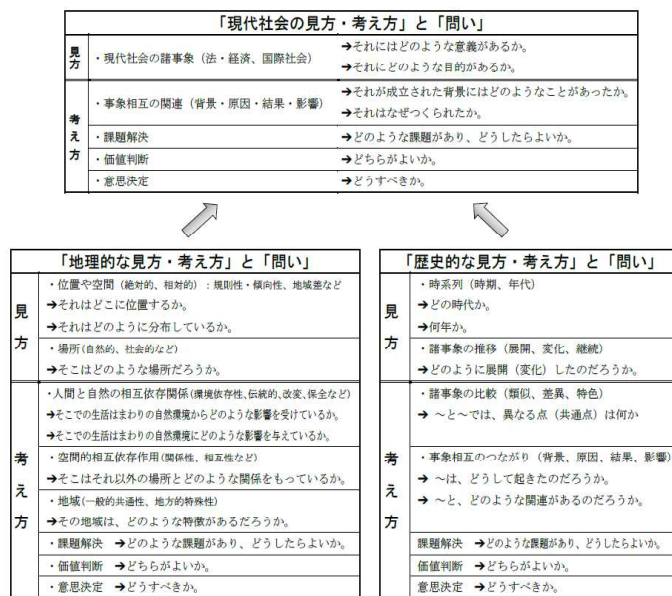 「現代社会の見方・考え方」と「問い」
見方
・現代社会の諸事象（法・経済、国際社会）
➔それにはどのような意義があるか。
➔それにどのような目的があるか。
考え方
・事象相互の関連（背景・原因・結果・影響）
➔それが成立された背景にはどのようなことがあったか。
➔それはなぜつくられたか。
・課題解決
➔どのような課題があり、どうしたらよいか。
・価値判断
➔どちらがよいか。
・意思決定
➔どうすべきか。
「地理的な見方・考え方」と「問い」
見方
・位置や空間（絶対的、相対的）：規則性・傾向性、地域差など
➔それはどこに位置するか。
➔それはどのように分布しているか。
・場所(自然的、社会的など)
➔そこはどのような場所だろうか。
考え方
・人間と自然の相互依存関係(環境依存性、伝統的、改変、保全など)
➔そこでの生活はまわりの自然環境からどのような影響を受けているか。
➔そこでの生活はまわりの自然環境にどのような影響を与えているか。
・空間的相互依存作用(関係性、相互性など)
➔そこはそれ以外の場所とどのような関係をもっているか。
・地域(一般的共通性、地方的特殊性)
➔その地域は、どのような特徴があるだろうか。
・課題解決 ➔どのような課題があり、どうしたらよいか。
・価値判断 ➔どちらがよいか。
・意思決定 ➔どうすべきか。
「歴史的な見方・考え方」と「問い」
見方
・時系列（時期、年代）
➔どの時代か。
➔何年か。
・諸事象の推移（展開、変化、継続）
➔どのように展開（変化）したのだろうか。
考え方
・諸事象の比較（類似、差異、特色）
➔ ～と～では、異なる点（共通点）は何か
・事象相互のつながり（背景、原因、結果、影響）
➔ ～は、どうして起きたのだろうか。
➔ ～と、どのような関連があるのだろうか。
課題解決 ➔どのような課題があり、どうしたらよいか。
価値判断 ➔どちらがよいか。
意思決定 ➔どうすべきか。